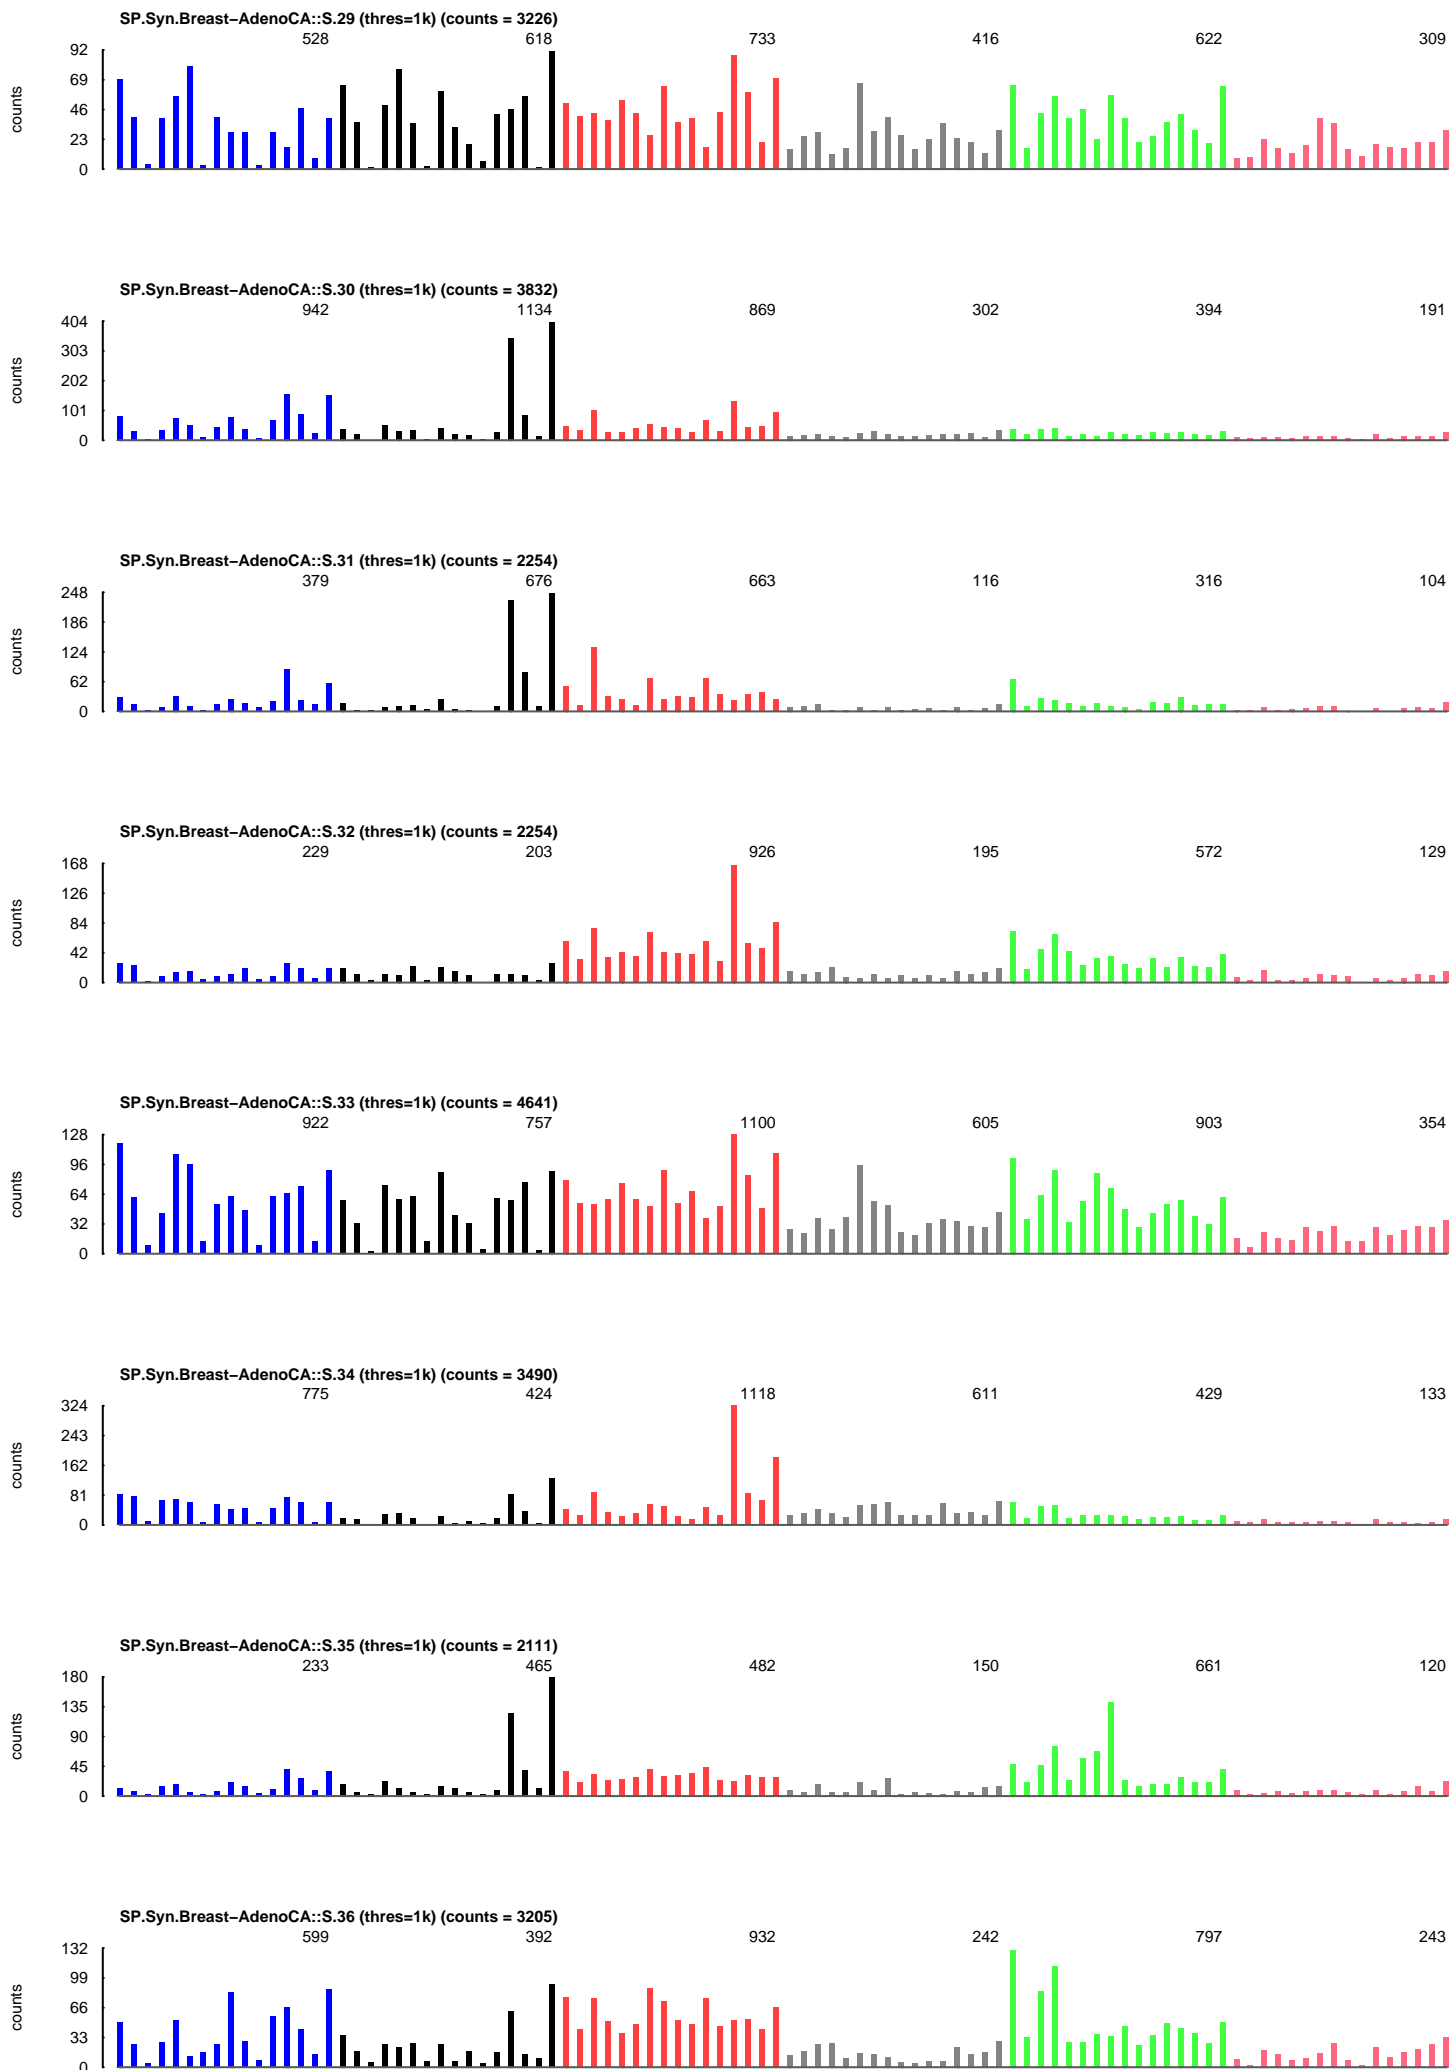 SP.Syn.Breast–AdenoCA::S.29 (thres=1k) (counts = 3226)
528 618 733 416 622 309
counts
92
69
46
23
0
SP.Syn.Breast–AdenoCA::S.30 (thres=1k) (counts = 3832)
942 1134 869 302 394 191
counts
404
303
202
101
0
SP.Syn.Breast–AdenoCA::S.31 (thres=1k) (counts = 2254)
379 676 663 116 316 104
counts
248
186
124
62
0
SP.Syn.Breast–AdenoCA::S.32 (thres=1k) (counts = 2254)
229 203 926 195 572 129
counts
168
126
84
42
0
SP.Syn.Breast–AdenoCA::S.33 (thres=1k) (counts = 4641)
922 757 1100 605 903 354
counts
128
96
64
32
0
SP.Syn.Breast–AdenoCA::S.34 (thres=1k) (counts = 3490)
775 424 1118 611 429 133
counts
324
243
162
81
0
SP.Syn.Breast–AdenoCA::S.35 (thres=1k) (counts = 2111)
233 465 482 150 661 120
counts
180
135
90
45
0
SP.Syn.Breast–AdenoCA::S.36 (thres=1k) (counts = 3205)
599 392 932 242 797 243
counts
132
99
66
33
0